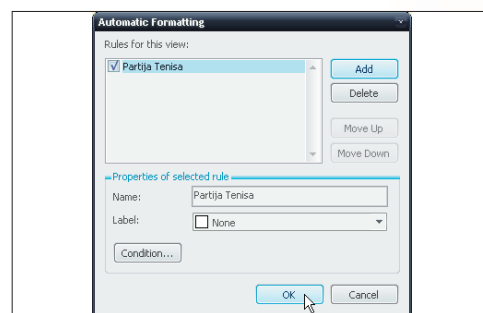 Automatic Formatting
Rules for this view:
Partija Tenisa
Add
Delete
Move Up
Move Down
Properties of selected rule
Name: Partija Tenisa
Label: None
Condition...
OK Cancel